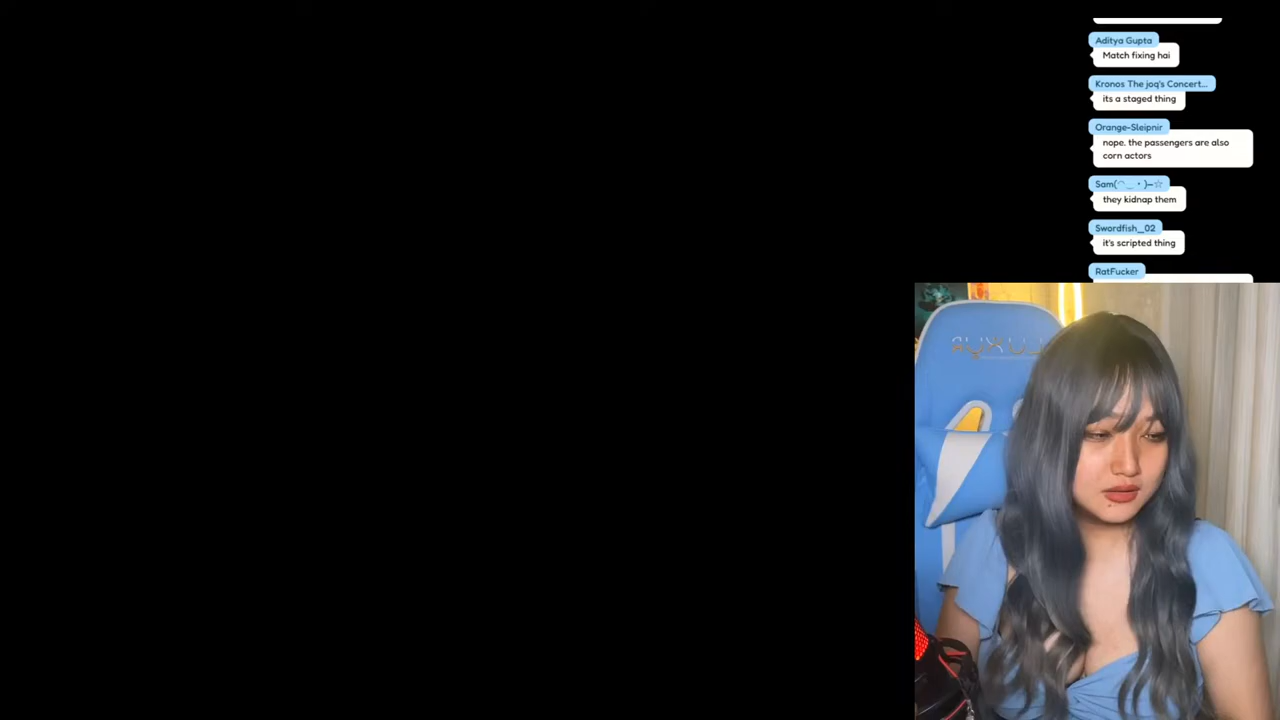 Aditya Gupta
Match fixing hai
Kronos The joq's Concert...
its a staged thing
Orange-Sleipnir
nope. the passengers are also
corn actors
Sam(◠‿・)—☆
they kidnap them
Swordfish_02
it's scripted thing
RatFucker